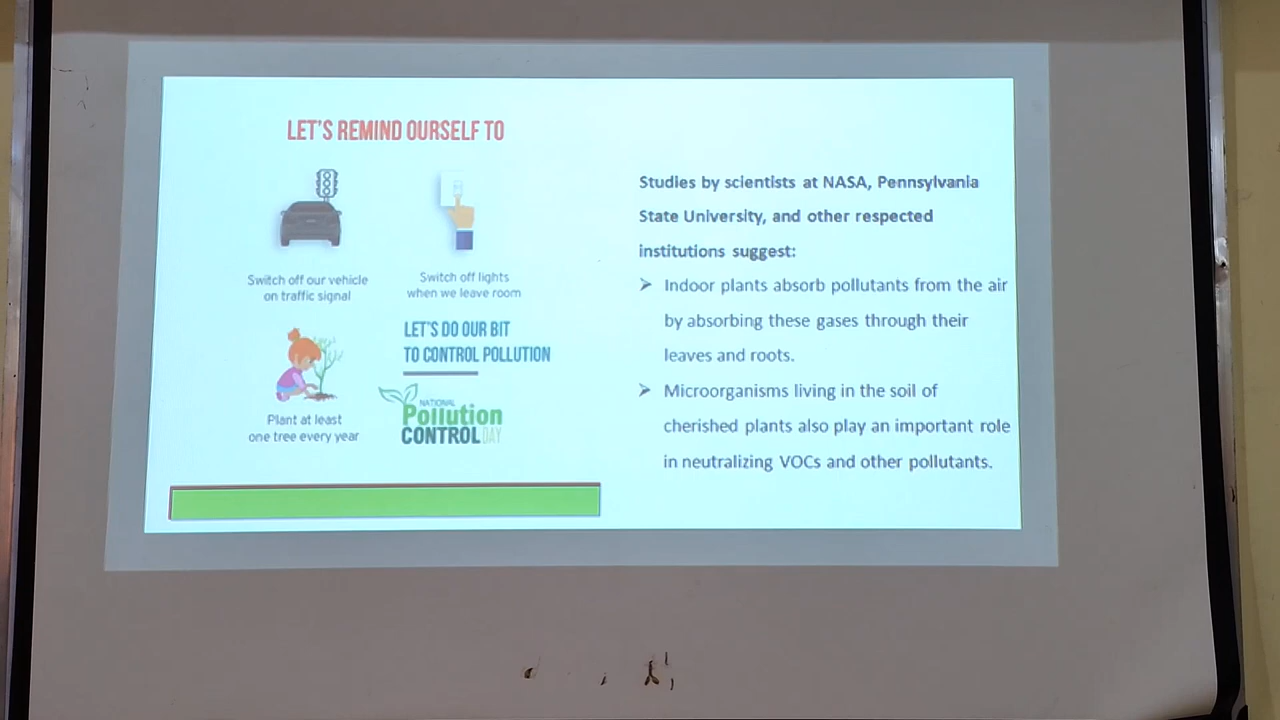 LET'S REMIND OURSELF TO
Switch off our vehicle
on traffic signal
Switch off lights
when we leave room
Plant at least
one tree every year
LET'S DO OUR BIT
TO CONTROL POLLUTION
NATIONAL
Pollution
CONTROL DAY
Studies by scientists at NASA, Pennsylvania
State University, and other respected
institutions suggest:
➢ Indoor plants absorb pollutants from the air
by absorbing these gases through their
leaves and roots.
➢ Microorganisms living in the soil of
cherished plants also play an important role
in neutralizing VOCs and other pollutants.